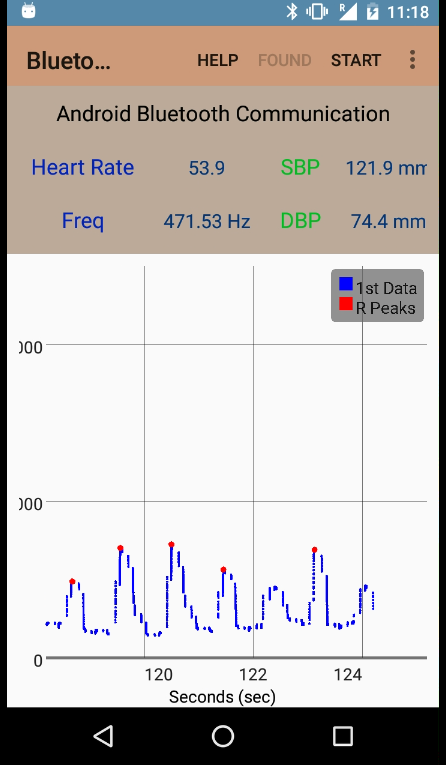 R 11:18
Blueto... HELP FOUND START
Android Bluetooth Communication
Heart Rate 53.9 SBP 121.9 mm
Freq 471.53 Hz DBP 74.4 mm
1st Data
R Peaks
000
000
0
120 122 124
Seconds (sec)